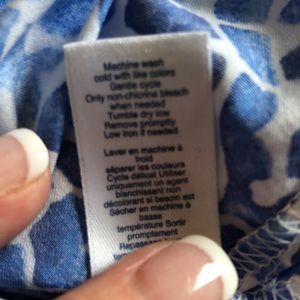 Machine wash
cold with like colors
Gentle cycle
Only non-chlorine bleach
when needed
Tumble dry low
Remove promptly
Low iron if needed
Laver en machine à
froid
séparer les couleurs
Cycle délicat Utiliser
uniquement un agent
blanchissant non
décolorant si besoin est
Sécher en machine à
basse
température Sortir
promptement
Repassage